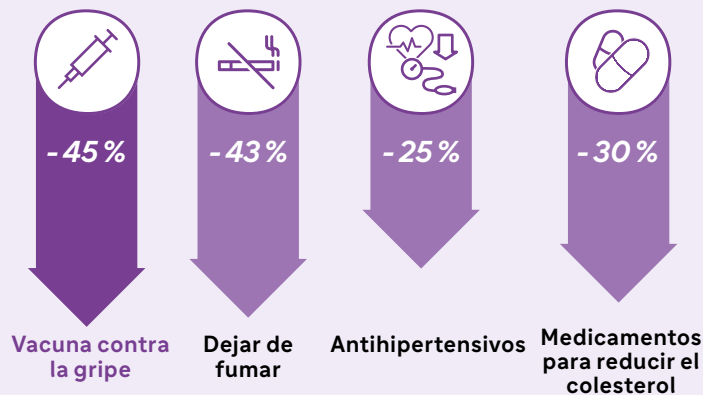 - 45 %
- 43 %
- 25 %
- 30 %
Vacuna contra
la gripe
Dejar de
fumar
Antihipertensivos
Medicamentos
para reducir el
colesterol